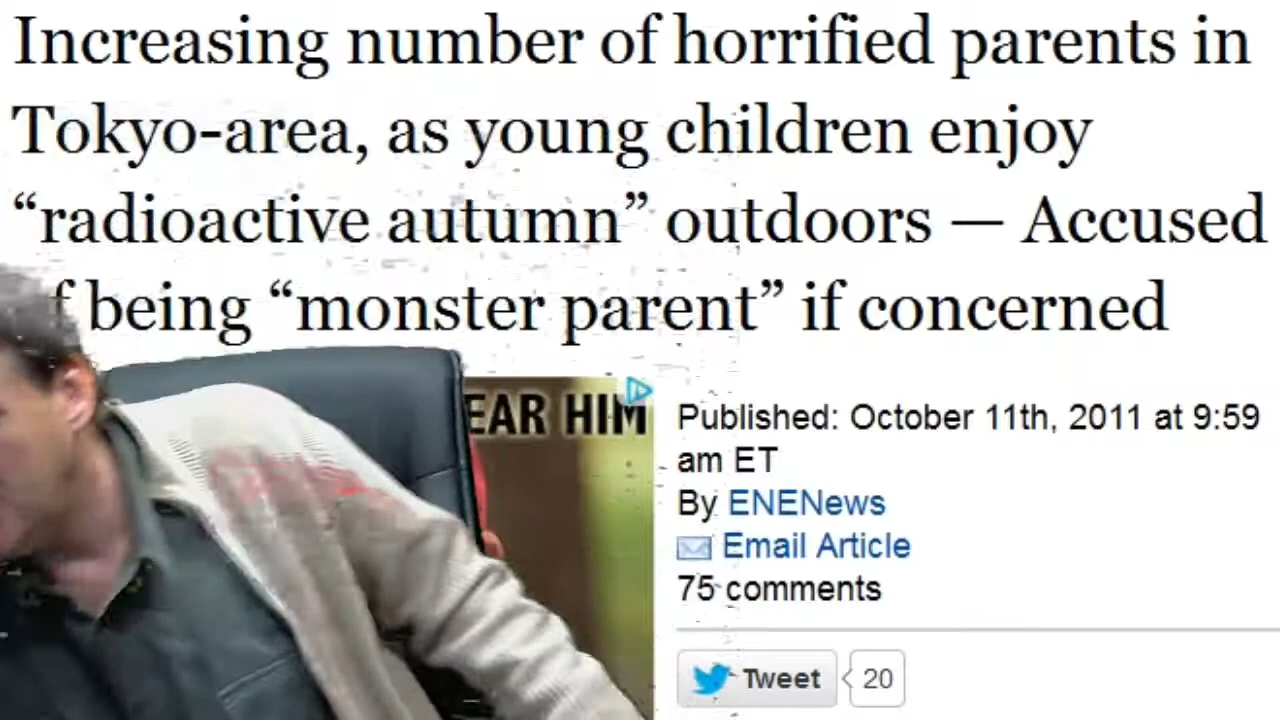 Increasing number of horrified parents in
Tokyo-area, as young children enjoy
“radioactive autumn” outdoors — Accused
f being “monster parent” if concerned
EAR HIM
Published: October 11th, 2011 at 9:59
am ET
By ENENews
Email Article
75 comments
Tweet
20